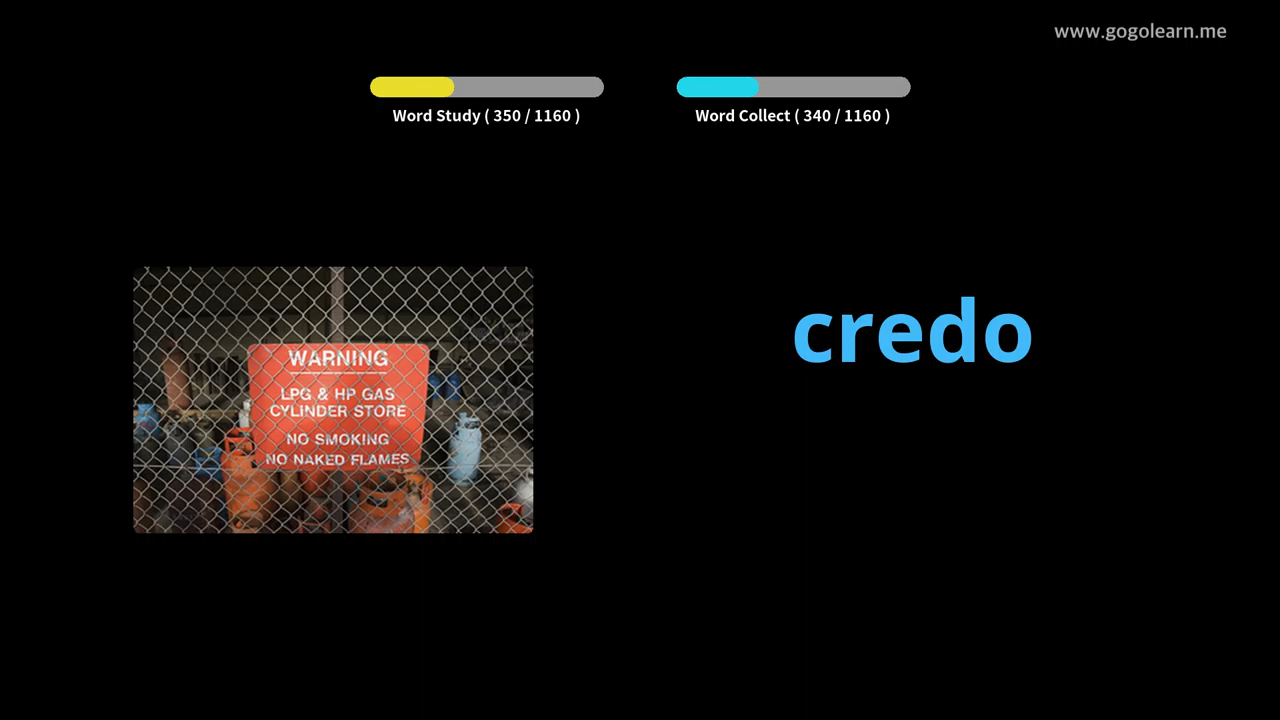 www.gogolearn.me
Word Study ( 350 / 1160 )
Word Collect ( 340 / 1160 )
WARNING
LPG & HP GAS
CYLINDER STORE
NO SMOKING
NO NAKED FLAMES
credo